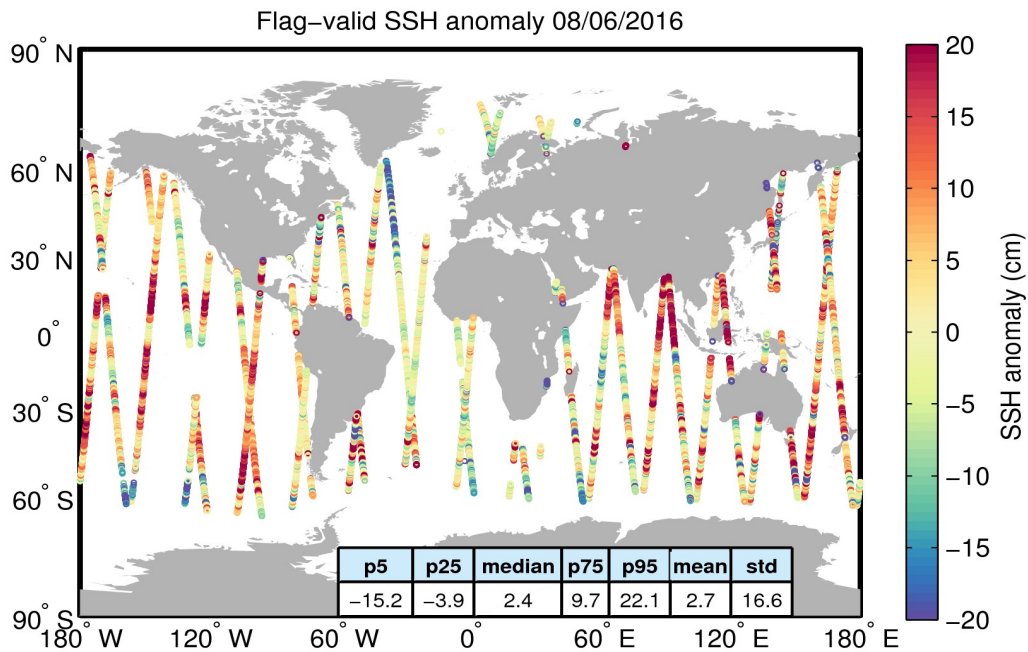 Flag−valid SSH anomaly 08/06/2016
90° N
60° N
30° N
0°
30° S
60° S
90° S
180° W
120° W
60° W
0°
60° E
120° E
180° E
p5 p25 median p75 p95 mean std
−15.2 −3.9 2.4 9.7 22.1 2.7 16.6
20
15
10
5
0
−5
−10
−15
−20
SSH anomaly (cm)